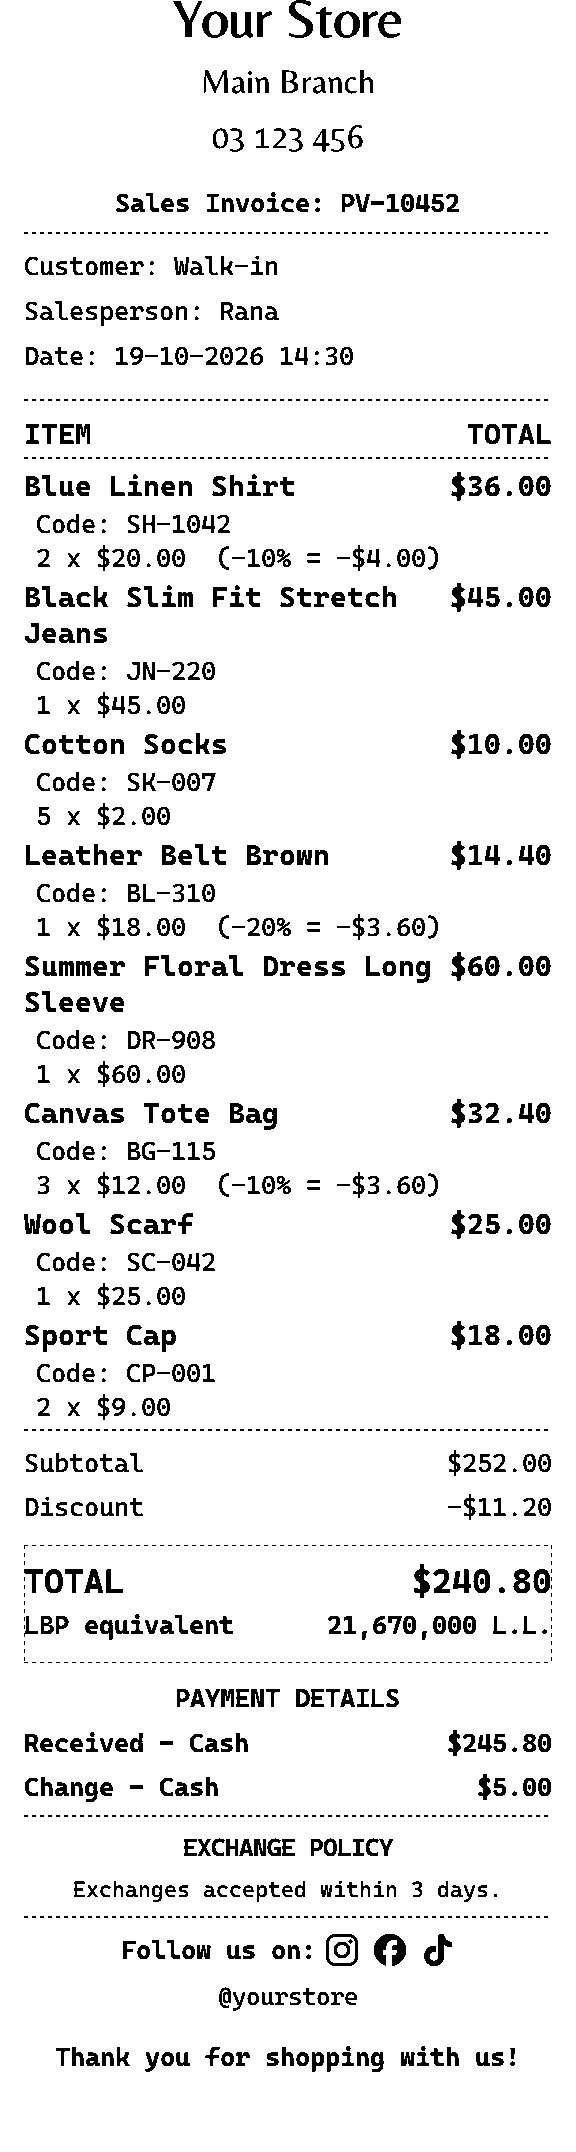 Your Store
Main Branch
03 123 456
Sales Invoice: PV-10452
Customer: Walk-in
Salesperson: Rana
Date: 19-10-2026 14:30
ITEM TOTAL
Blue Linen Shirt $36.00
Code: SH-1042
2 x $20.00 (-10% = -$4.00)
Black Slim Fit Stretch $45.00
Jeans
Code: JN-220
1 x $45.00
Cotton Socks $10.00
Code: SK-007
5 x $2.00
Leather Belt Brown $14.40
Code: BL-310
1 x $18.00 (-20% = -$3.60)
Summer Floral Dress Long $60.00
Sleeve
Code: DR-908
1 x $60.00
Canvas Tote Bag $32.40
Code: BG-115
3 x $12.00 (-10% = -$3.60)
Wool Scarf $25.00
Code: SC-042
1 x $25.00
Sport Cap $18.00
Code: CP-001
2 x $9.00
Subtotal $252.00
Discount -$11.20
TOTAL $240.80
LBP equivalent 21,670,000 L.L.
PAYMENT DETAILS
Received - Cash $245.80
Change - Cash $5.00
EXCHANGE POLICY
Exchanges accepted within 3 days.
Follow us on:
@yourstore
Thank you for shopping with us!